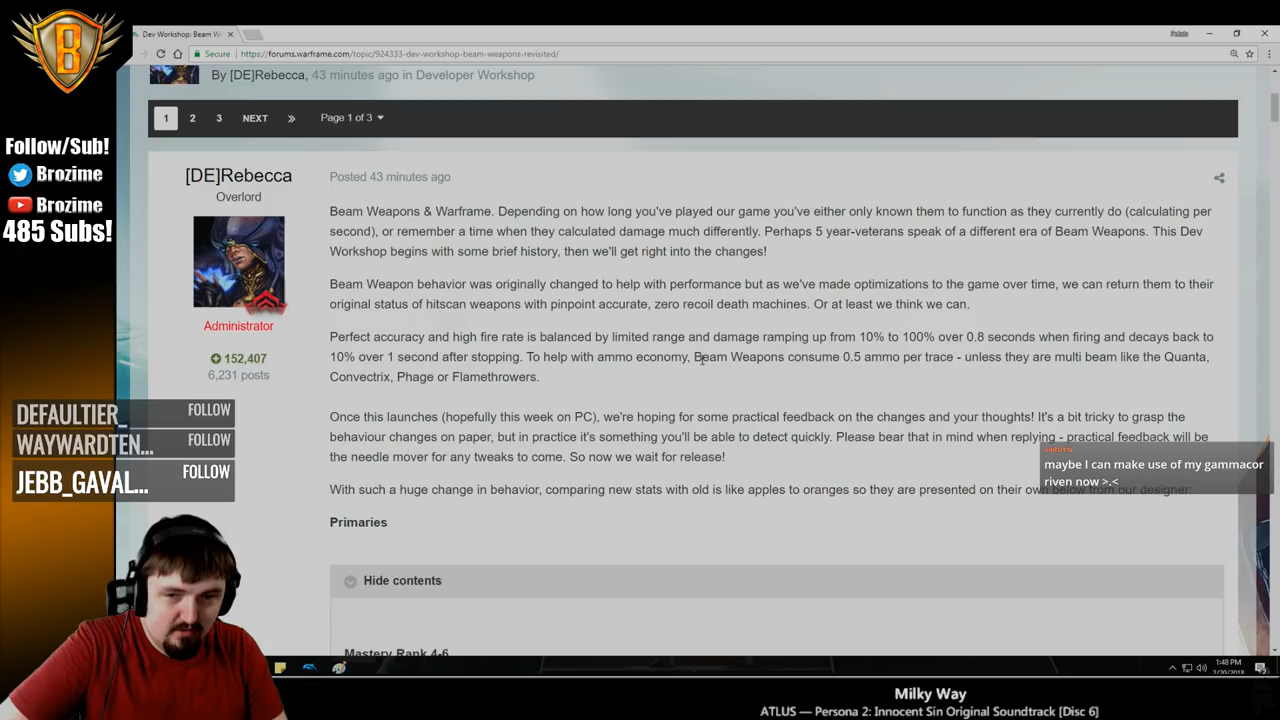 Dev Workshop: Beam W
Secure
https://forums.warframe.com/topic/924333-dev-workshop-beam-weapons-revisited/
B
By [DE]Rebecca, 43 minutes ago in Developer Workshop
1 2 3 NEXT » Page 1 of 3
Follow/Sub!
Brozime
Brozime
485 Subs!
[DE]Rebecca
Overlord
Administrator
152,407
6,231 posts
Posted 43 minutes ago
Beam Weapons & Warframe. Depending on how long you've played our game you've either only known them to function as they currently do (calculating per
second), or remember a time when they calculated damage much differently. Perhaps 5 year-veterans speak of a different era of Beam Weapons. This Dev
Workshop begins with some brief history, then we'll get right into the changes!
Beam Weapon behavior was originally changed to help with performance but as we've made optimizations to the game over time, we can return them to their
original status of hitscan weapons with pinpoint accurate, zero recoil death machines. Or at least we think we can.
Perfect accuracy and high fire rate is balanced by limited range and damage ramping up from 10% to 100% over 0.8 seconds when firing and decays back to
10% over 1 second after stopping. To help with ammo economy, Beam Weapons consume 0.5 ammo per trace - unless they are multi beam like the Quanta,
Convectrix, Phage or Flamethrowers.
Once this launches (hopefully this week on PC), we're hoping for some practical feedback on the changes and your thoughts! It's a bit tricky to grasp the
behaviour changes on paper, but in practice it's something you'll be able to detect quickly. Please bear that in mind when replying - practical feedback will be
the needle mover for any tweaks to come. So now we wait for release!
With such a huge change in behavior, comparing new stats with old is like apples to oranges so they are presented on their own below from our designer:
Primaries
Hide contents
Mastery Rank 4-6
DEFAULTIER_ FOLLOW
WAYWARDTEN... FOLLOW
JEBB_GAVAL... FOLLOW
maybe I can make use of my gammacor
riven now >.<
1:48 PM
2/20/2018
Milky Way
ATLUS — Persona 2: Innocent Sin Original Soundtrack [Disc 6]